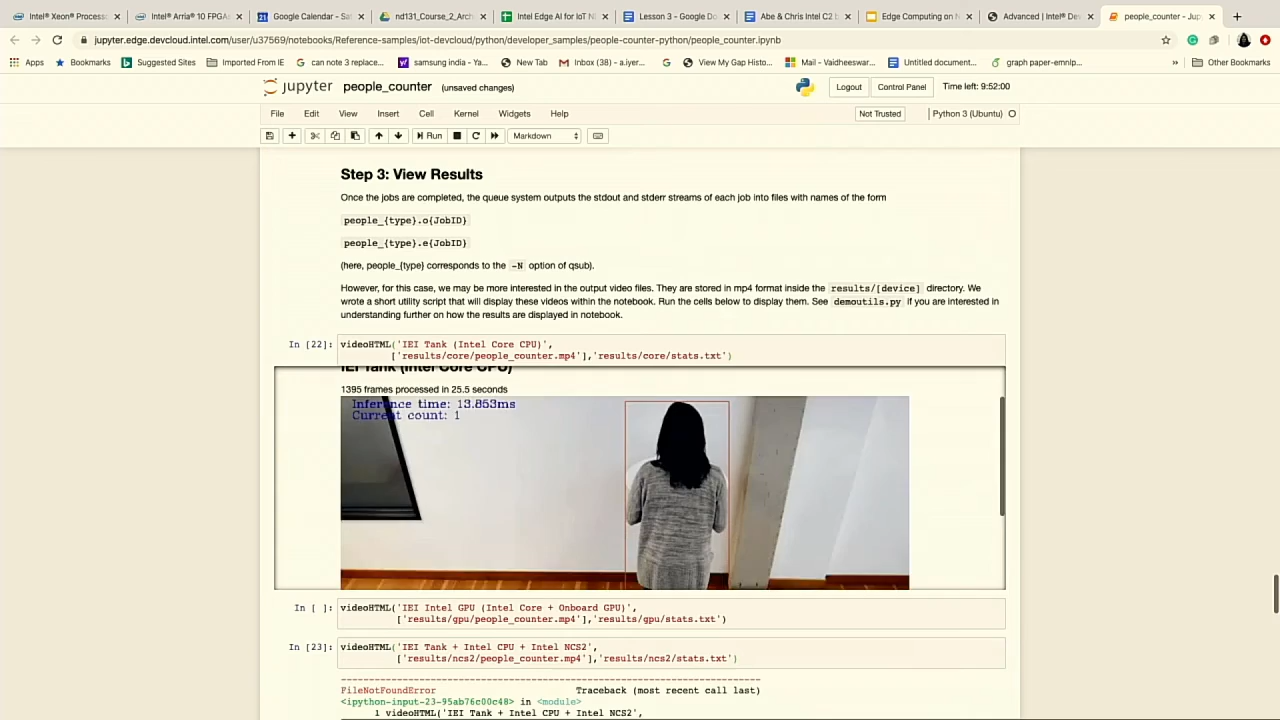 Intel® Xeon® Process
Intel® Arria® 10 FPGAs
Google Calendar - Sat
nd131_Course_2_Arch
Intel Edge AI for IoT N
Lesson 3 - Google Do
Abe & Chris Intel C2 b
Edge Computing on N
Advanced | Intel® Dev
people_counter - Jup
jupyter.edge.devcloud.intel.com/user/u37569/notebooks/Reference-samples/iot-devcloud/python/developer_samples/people-counter-python/people_counter.ipynb
Apps
Bookmarks
Suggested Sites
Imported From IE
can note 3 replace...
samsung india - Ya...
New Tab
Inbox (38) - a.iyer...
View My Gap Histo...
Mail - Vaidheeswar...
Untitled document...
graph paper-emnlp...
»
Other Bookmarks
jupyter people_counter (unsaved changes)
Logout
Control Panel
Time left: 9:52:00
File Edit View Insert Cell Kernel Widgets Help
Not Trusted
Python 3 (Ubuntu)
Run
Markdown
Step 3: View Results
Once the jobs are completed, the queue system outputs the stdout and stderr streams of each job into files with names of the form
people_{type}.o{JobID}
people_{type}.e{JobID}
(here, people_{type} corresponds to the -N option of qsub).
However, for this case, we may be more interested in the output video files. They are stored in mp4 format inside the results/[device] directory. We
wrote a short utility script that will display these videos within the notebook. Run the cells below to display them. See demoutils.py if you are interested in
understanding further on how the results are displayed in notebook.
In [22]: videoHTML('IEI Tank (Intel Core CPU)',
['results/core/people_counter.mp4'],'results/core/stats.txt')
IEI Tank (Intel Core CPU)
1395 frames processed in 25.5 seconds
Inference time: 13.853ms
Current count: 1
In [ ]: videoHTML('IEI Intel GPU (Intel Core + Onboard GPU)',
['results/gpu/people_counter.mp4'],'results/gpu/stats.txt')
In [23]: videoHTML('IEI Tank + Intel CPU + Intel NCS2',
['results/ncs2/people_counter.mp4'],'results/ncs2/stats.txt')
---------------------------------------------------------------------------
FileNotFoundError Traceback (most recent call last)
<ipython-input-23-95ab76c00c48> in <module>
1 videoHTML('IEI Tank + Intel CPU + Intel NCS2',